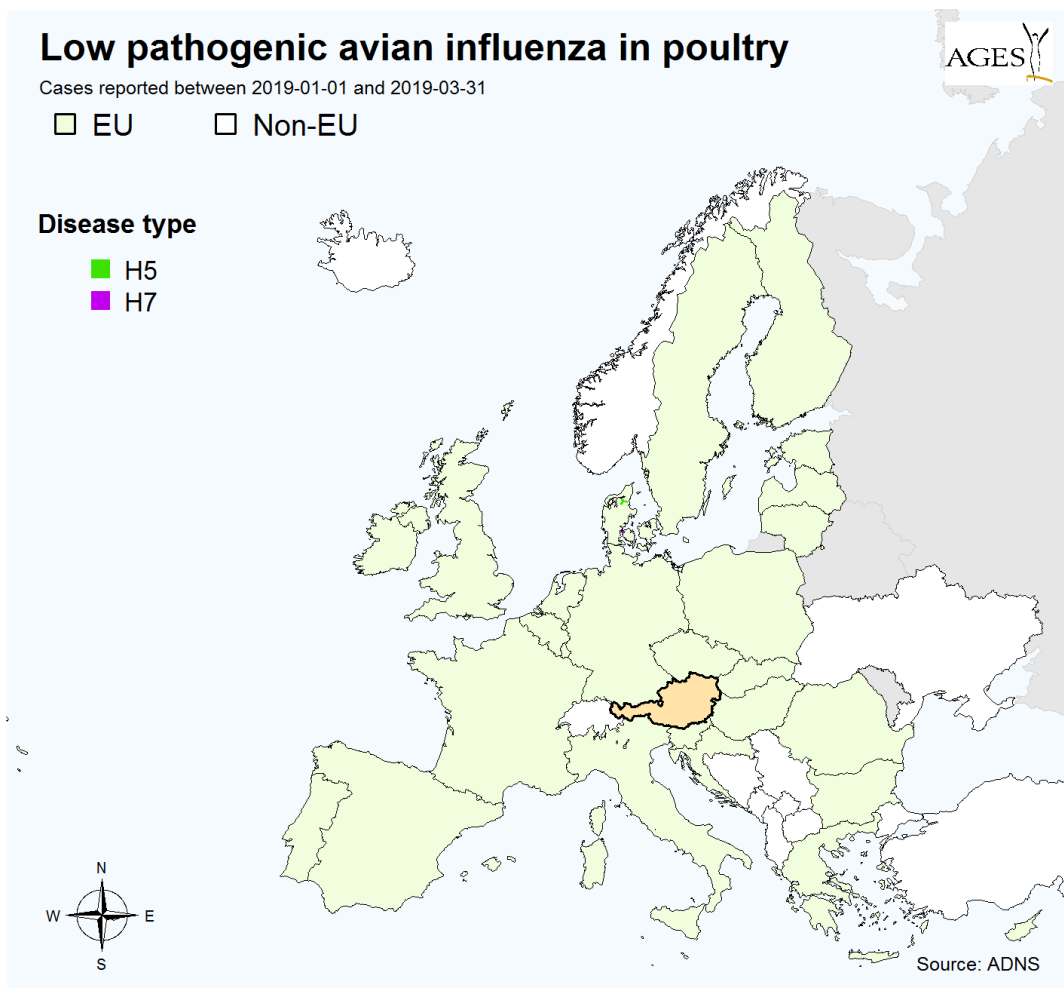 Low pathogenic avian influenza in poultry
Cases reported between 2019-01-01 and 2019-03-31
EU
Non-EU
AGES
Disease type
H5
H7
N
W E
S
Source: ADNS